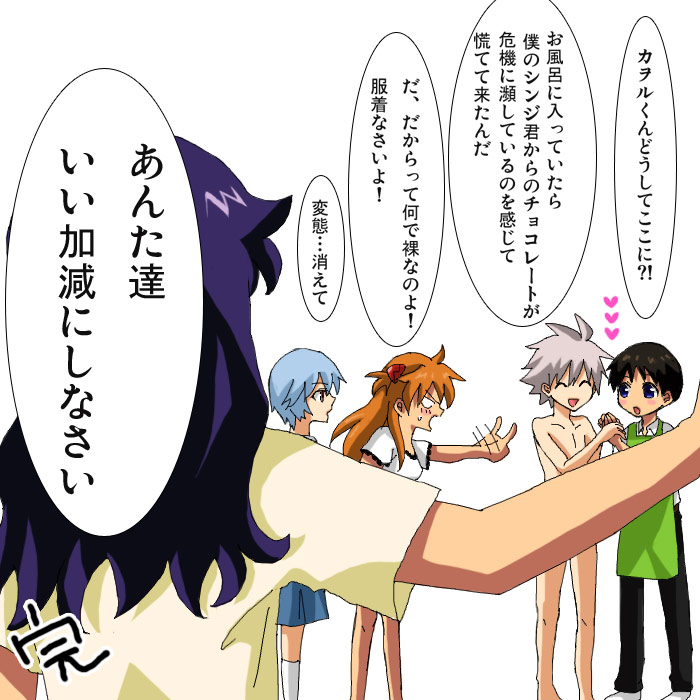 カヲルくんどうしてここに?!
お風呂に入っていたら
僕のシンジ君からのチョコレートが
危機に瀕しているのを感じて
慌てて来たんだ
だ、だからって何で裸なのよ！
服着なさいよ！
変態…消えて
あんた達
いい加減にしなさい
完